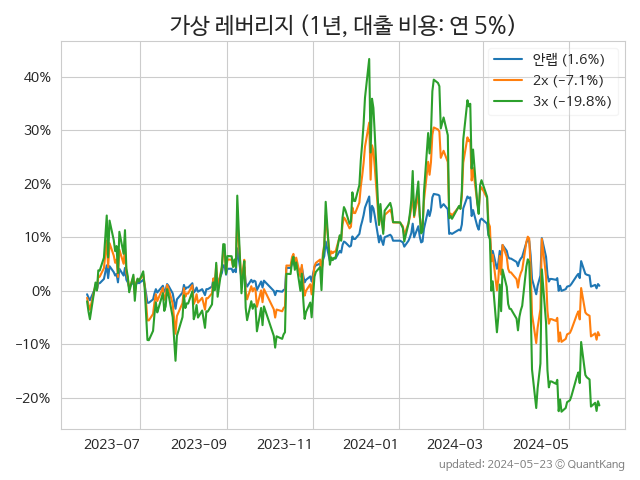 가상 레버리지 (1년, 대출 비용: 연 5%)
안랩 (1.6%)
2x (−7.1%)
3x (−19.8%)
40%
30%
20%
10%
0%
−10%
−20%
2023-07 2023-09 2023-11 2024-01 2024-03 2024-05
updated: 2024-05-23 ⓒ QuantKang